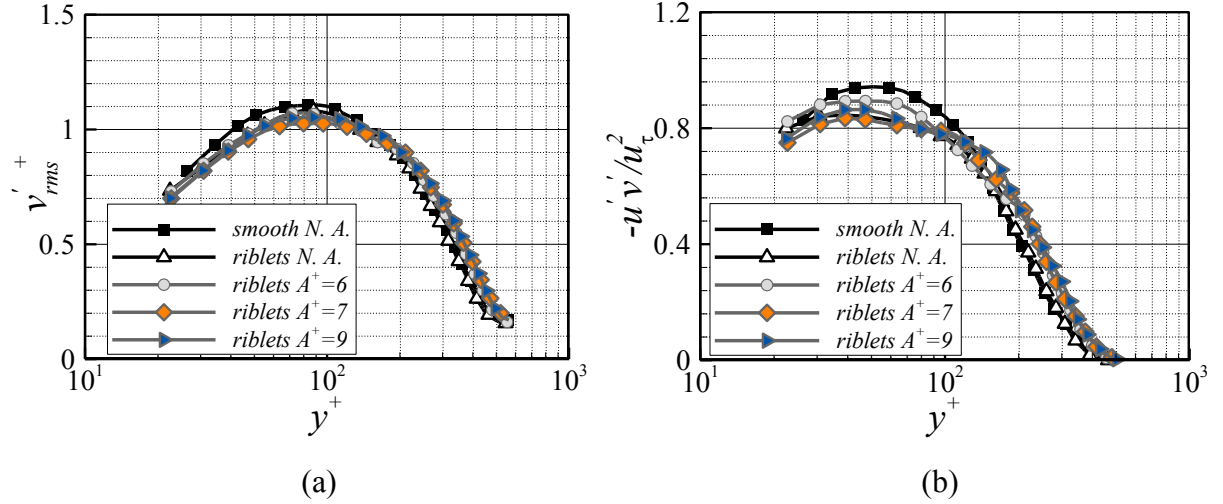 1.5
1
0.5
0
10¹ 10² 10³
v'rms⁺
y⁺
smooth N. A.
riblets N. A.
riblets A⁺=6
riblets A⁺=7
riblets A⁺=9
(a)
1.2
0.8
0.4
0
10¹ 10² 10³
-u'v'/u²τ
y⁺
smooth N. A.
riblets N. A.
riblets A⁺=6
riblets A⁺=7
riblets A⁺=9
(b)